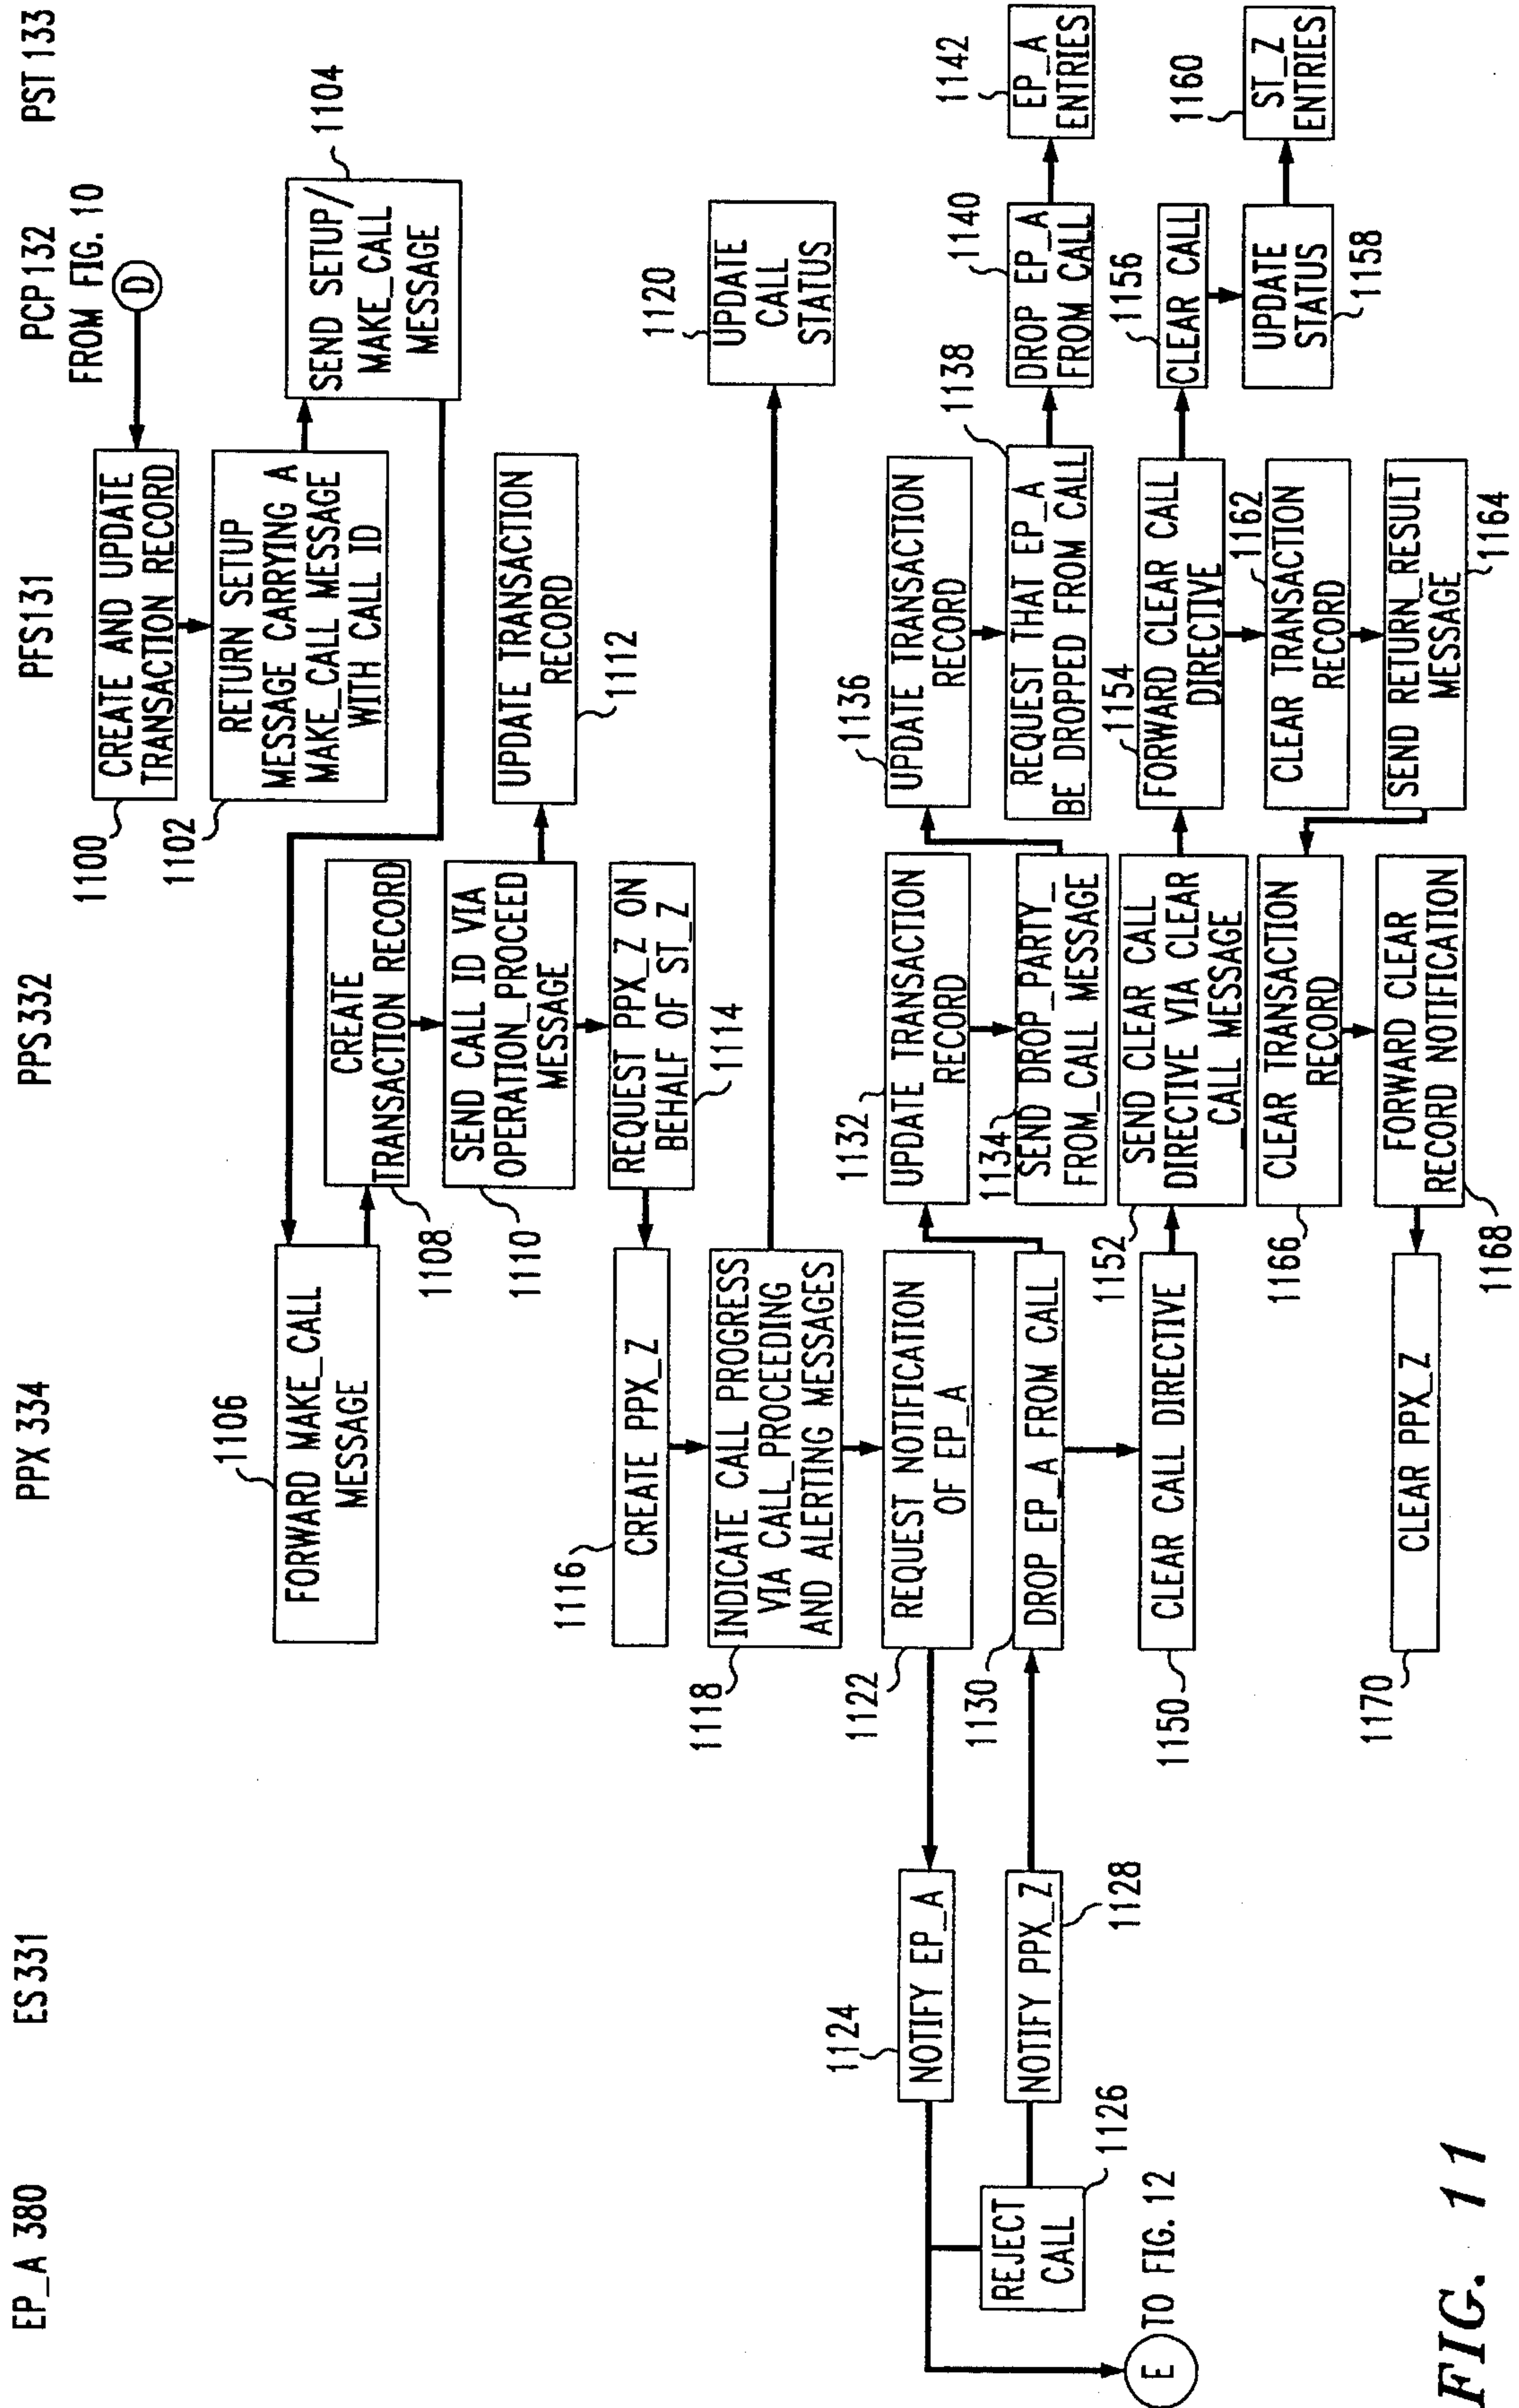 EP_A 380
ES 331
PPX 334
PPS 332
PFS 131
PCP 132
PST 133
FROM FIG. 10
D
1100
CREATE AND UPDATE
TRANSACTION RECORD
1102
RETURN SETUP
MESSAGE CARRYING A
MAKE_CALL MESSAGE
WITH CALL ID
1104
SEND SETUP/
MAKE_CALL
MESSAGE
1106
FORWARD MAKE_CALL
MESSAGE
CREATE
TRANSACTION RECORD
1108
SEND CALL ID VIA
OPERATION_PROCEED
MESSAGE
1110
UPDATE TRANSACTION
RECORD
1112
REQUEST PPX_Z ON
BEHALF OF ST_Z
1114
1116
CREATE PPX_Z
INDICATE CALL PROGRESS
VIA CALL_PROCEEDING
AND ALERTING MESSAGES
1118
1120
UPDATE
CALL
STATUS
1122
REQUEST NOTIFICATION
OF EP_A
1124
NOTIFY EP_A
REJECT
CALL
1126
NOTIFY PPX_Z
1128
1130
DROP EP_A FROM CALL
1132
UPDATE TRANSACTION
RECORD
1134
SEND DROP_PARTY_
FROM_CALL MESSAGE
1136
UPDATE TRANSACTION
RECORD
1138
REQUEST THAT EP_A
BE DROPPED FROM CALL
1140
DROP EP_A
FROM CALL
1142
EP_A
ENTRIES
1150
CLEAR CALL DIRECTIVE
1152
SEND CLEAR CALL
DIRECTIVE VIA CLEAR
_CALL MESSAGE
1154
FORWARD CLEAR CALL
DIRECTIVE
1156
CLEAR CALL
UPDATE
STATUS
1158
1160
ST_Z
ENTRIES
1162
CLEAR TRANSACTION
RECORD
SEND RETURN_RESULT
MESSAGE
1164
1166
CLEAR TRANSACTION
RECORD
FORWARD CLEAR
RECORD NOTIFICATION
1168
1170
CLEAR PPX_Z
E
TO FIG. 12
FIG. 11